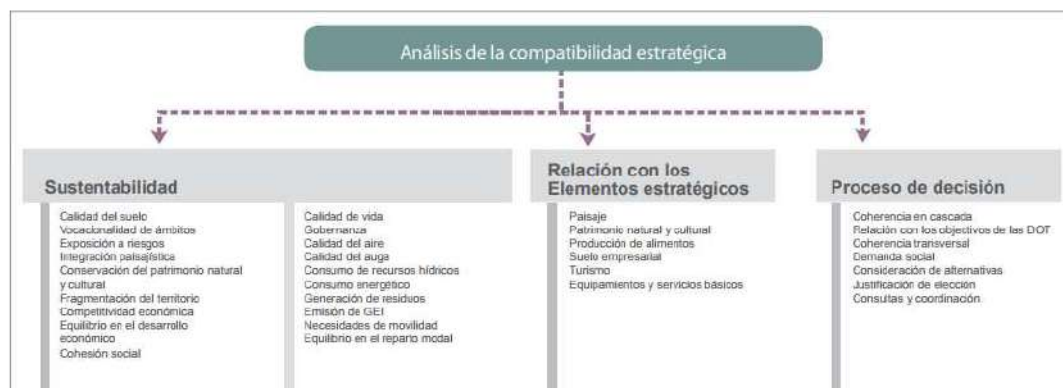 Análisis de la compatibilidad estratégica
Sustentabilidad
Calidad del suelo
Vocacionalidad de ámbitos
Exposición a riesgos
Integración paisajística
Conservación del patrimonio natural
y cultural
Fragmentación del territorio
Competitividad económica
Equilibrio en el desarrollo
económico
Cohesión social
Calidad de vida
Gobernanza
Calidad del aire
Calidad del auga
Consumo de recursos hídricos
Consumo energético
Generación de residuos
Emisión de GEI
Necesidades de movilidad
Equilibrio en el reparto modal
Relación con los
Elementos estratégicos
Paisaje
Patrimonio natural y cultural
Producción de alimentos
Suelo empresarial
Turismo
Equipamientos y servicios básicos
Proceso de decisión
Coherencia en cascada
Relación con los objectivos de las DOT
Coherencia transversal
Demanda social
Consideración de alternativas
Justificación de elección
Consultas y coordinación